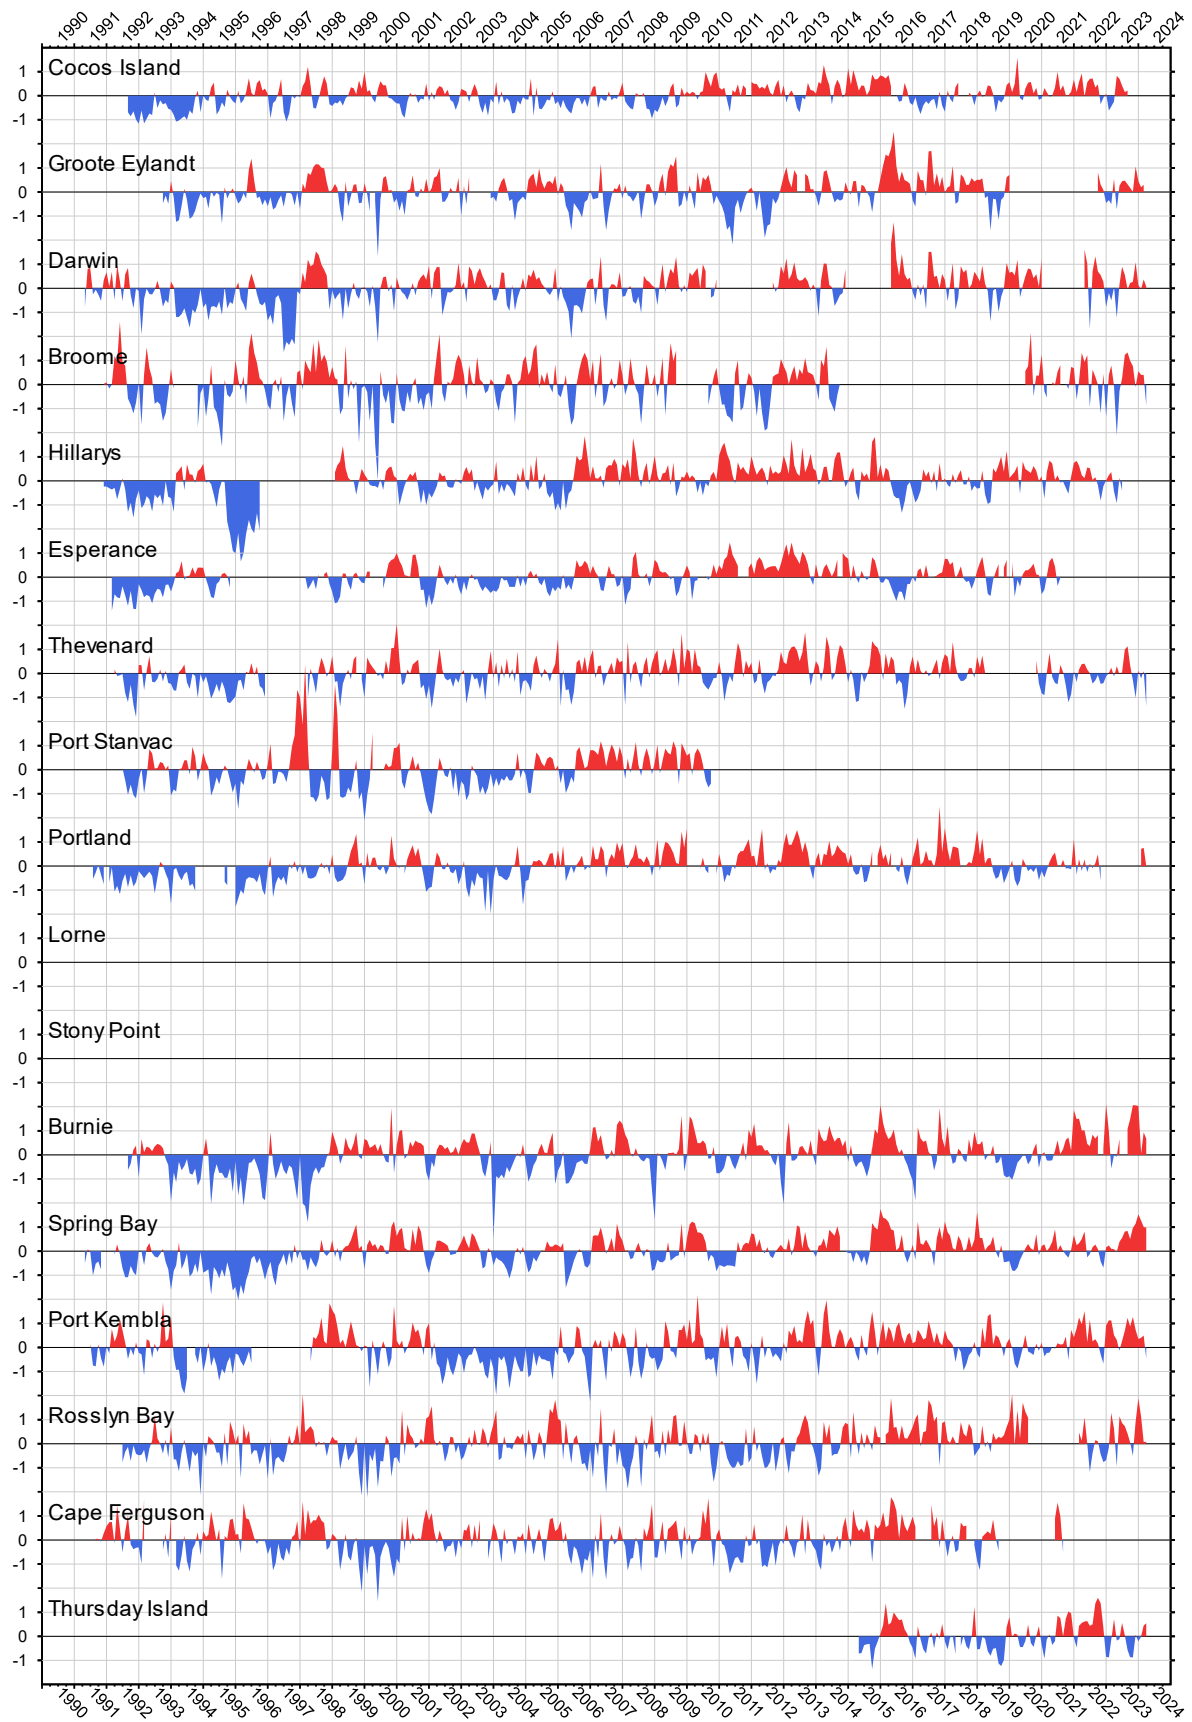 1990 1991 1992 1993 1994 1995 1996 1997 1998 1999 2000 2001 2002 2003 2004 2005 2006 2007 2008 2009 2010 2011 2012 2013 2014 2015 2016 2017 2018 2019 2020 2021 2022 2023 2024
Cocos Island
1
0
-1
Groote Eylandt
1
0
-1
Darwin
1
0
-1
Broome
1
0
-1
Hillarys
1
0
-1
Esperance
1
0
-1
Thevenard
1
0
-1
Port Stanvac
1
0
-1
Portland
1
0
-1
Lorne
1
0
-1
Stony Point
1
0
-1
Burnie
1
0
-1
Spring Bay
1
0
-1
Port Kembla
1
0
-1
Rosslyn Bay
1
0
-1
Cape Ferguson
1
0
-1
Thursday Island
1
0
-1
1990 1991 1992 1993 1994 1995 1996 1997 1998 1999 2000 2001 2002 2003 2004 2005 2006 2007 2008 2009 2010 2011 2012 2013 2014 2015 2016 2017 2018 2019 2020 2021 2022 2023 2024